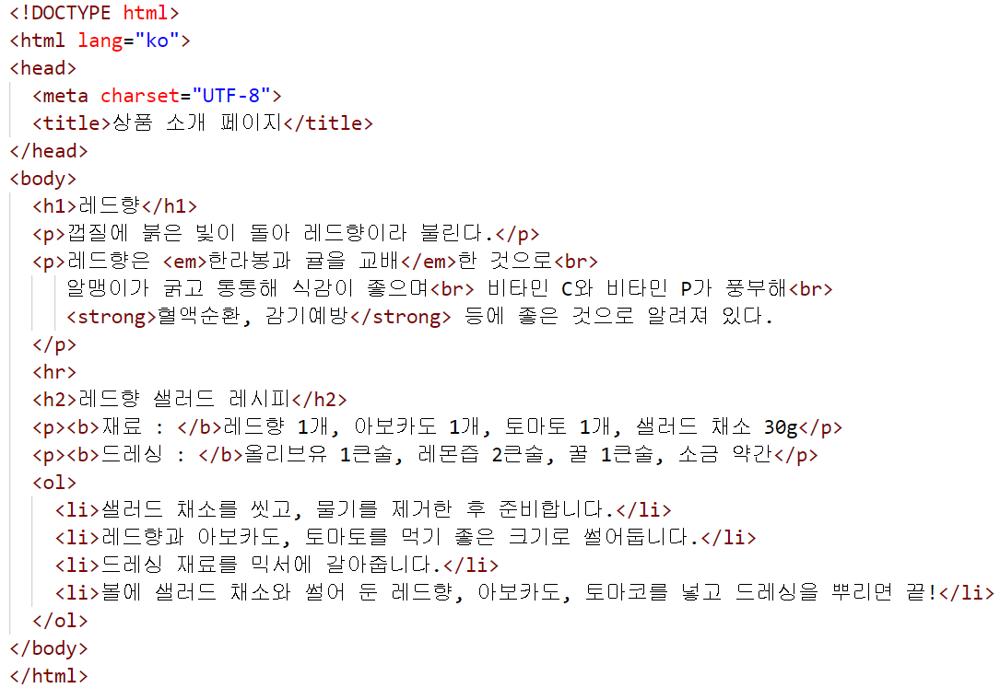 <!DOCTYPE html>
<html lang="ko">
<head>
<meta charset="UTF-8">
<title>상품 소개 페이지</title>
</head>
<body>
<h1>레드향</h1>
<p>껍질에 붉은 빛이 돌아 레드향이라 불린다.</p>
<p>레드향은 <em>한라봉과 귤을 교배</em>한 것으로<br>
알맹이가 굵고 통통해 식감이 좋으며<br> 비타민 C와 비타민 P가 풍부해<br>
<strong>혈액순환, 감기예방</strong> 등에 좋은 것으로 알려져 있다.
</p>
<hr>
<h2>레드향 샐러드 레시피</h2>
<p><b>재료 : </b>레드향 1개, 아보카도 1개, 토마토 1개, 샐러드 채소 30g</p>
<p><b>드레싱 : </b>올리브유 1큰술, 레몬즙 2큰술, 꿀 1큰술, 소금 약간</p>
<ol>
<li>샐러드 채소를 씻고, 물기를 제거한 후 준비합니다.</li>
<li>레드향과 아보카도, 토마토를 먹기 좋은 크기로 썰어둡니다.</li>
<li>드레싱 재료를 믹서에 갈아줍니다.</li>
<li>볼에 샐러드 채소와 썰어 둔 레드향, 아보카도, 토마코를 넣고 드레싱을 뿌리면 끝!</li>
</ol>
</body>
</html>